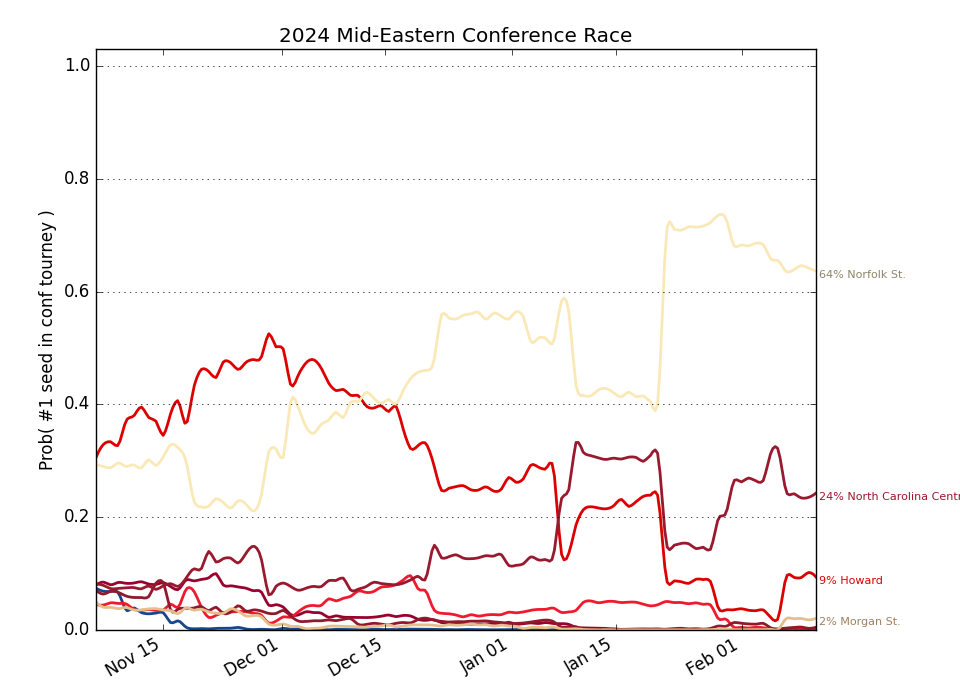 2024 Mid-Eastern Conference Race
Prob( #1 seed in conf tourney )
1.0
0.8
0.6
0.4
0.2
0.0
64% Norfolk St.
24% North Carolina Centr
9% Howard
2% Morgan St.
Nov 15
Dec 01
Dec 15
Jan 01
Jan 15
Feb 01